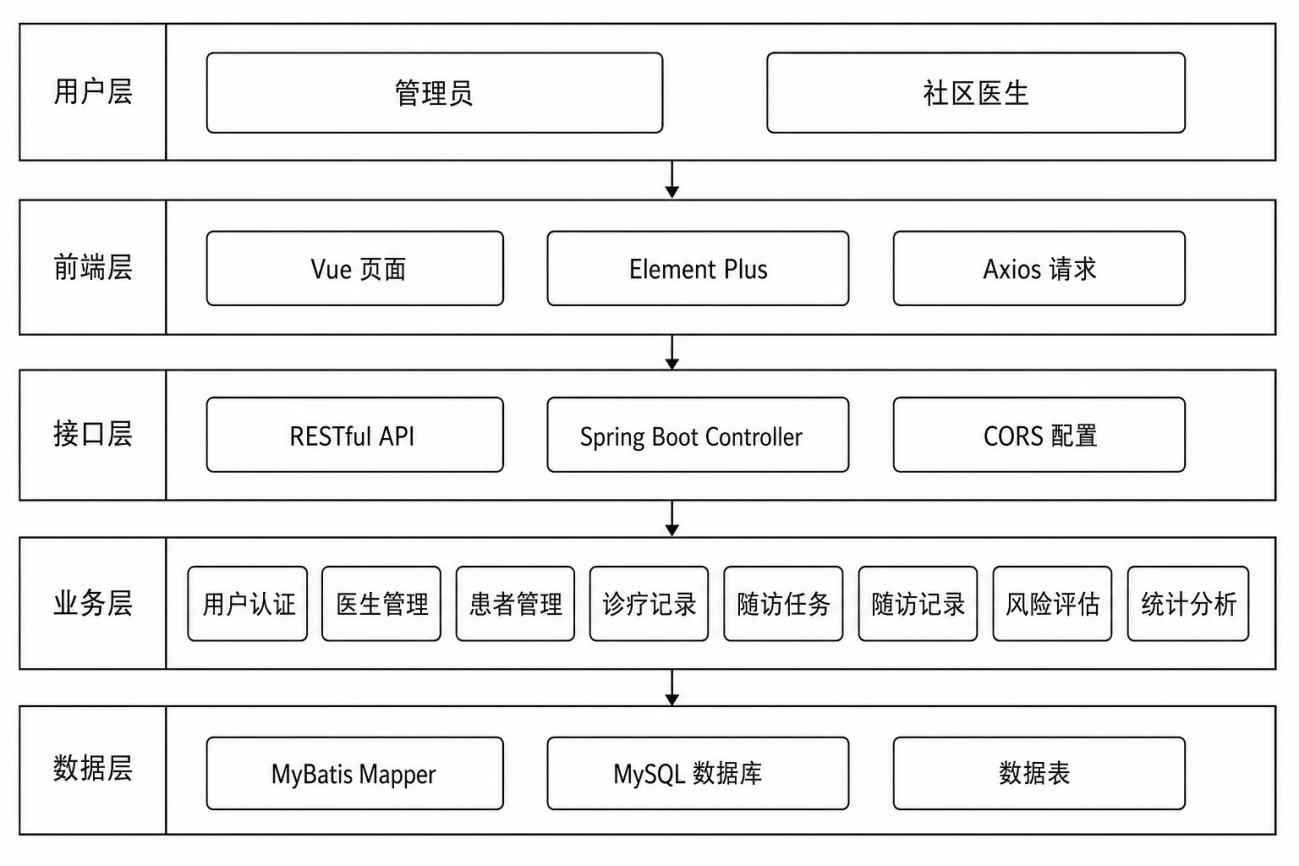 用户层
管理员
社区医生
前端层
Vue 页面
Element Plus
Axios 请求
接口层
RESTful API
Spring Boot Controller
CORS 配置
业务层
用户认证
医生管理
患者管理
诊疗记录
随访任务
随访记录
风险评估
统计分析
数据层
MyBatis Mapper
MySQL 数据库
数据表